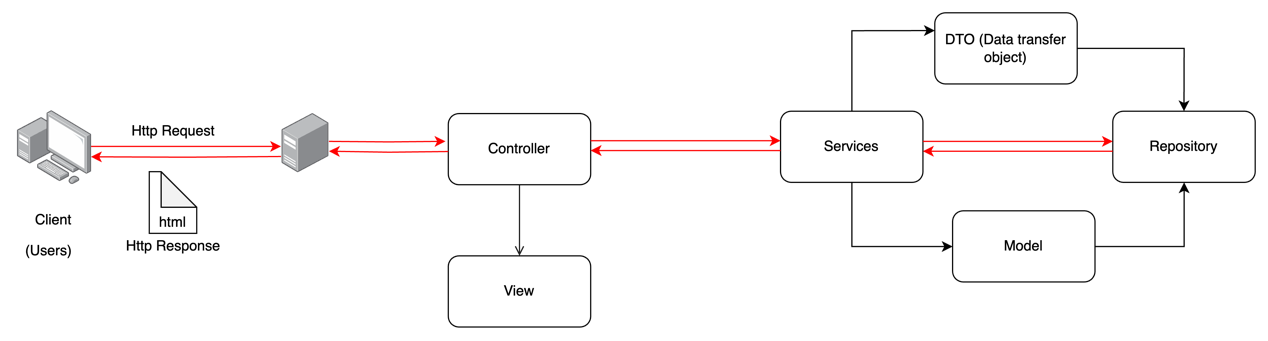 Http Request
html
Http Response
Client
(Users)
Controller
View
Services
DTO (Data transfer
object)
Model
Repository